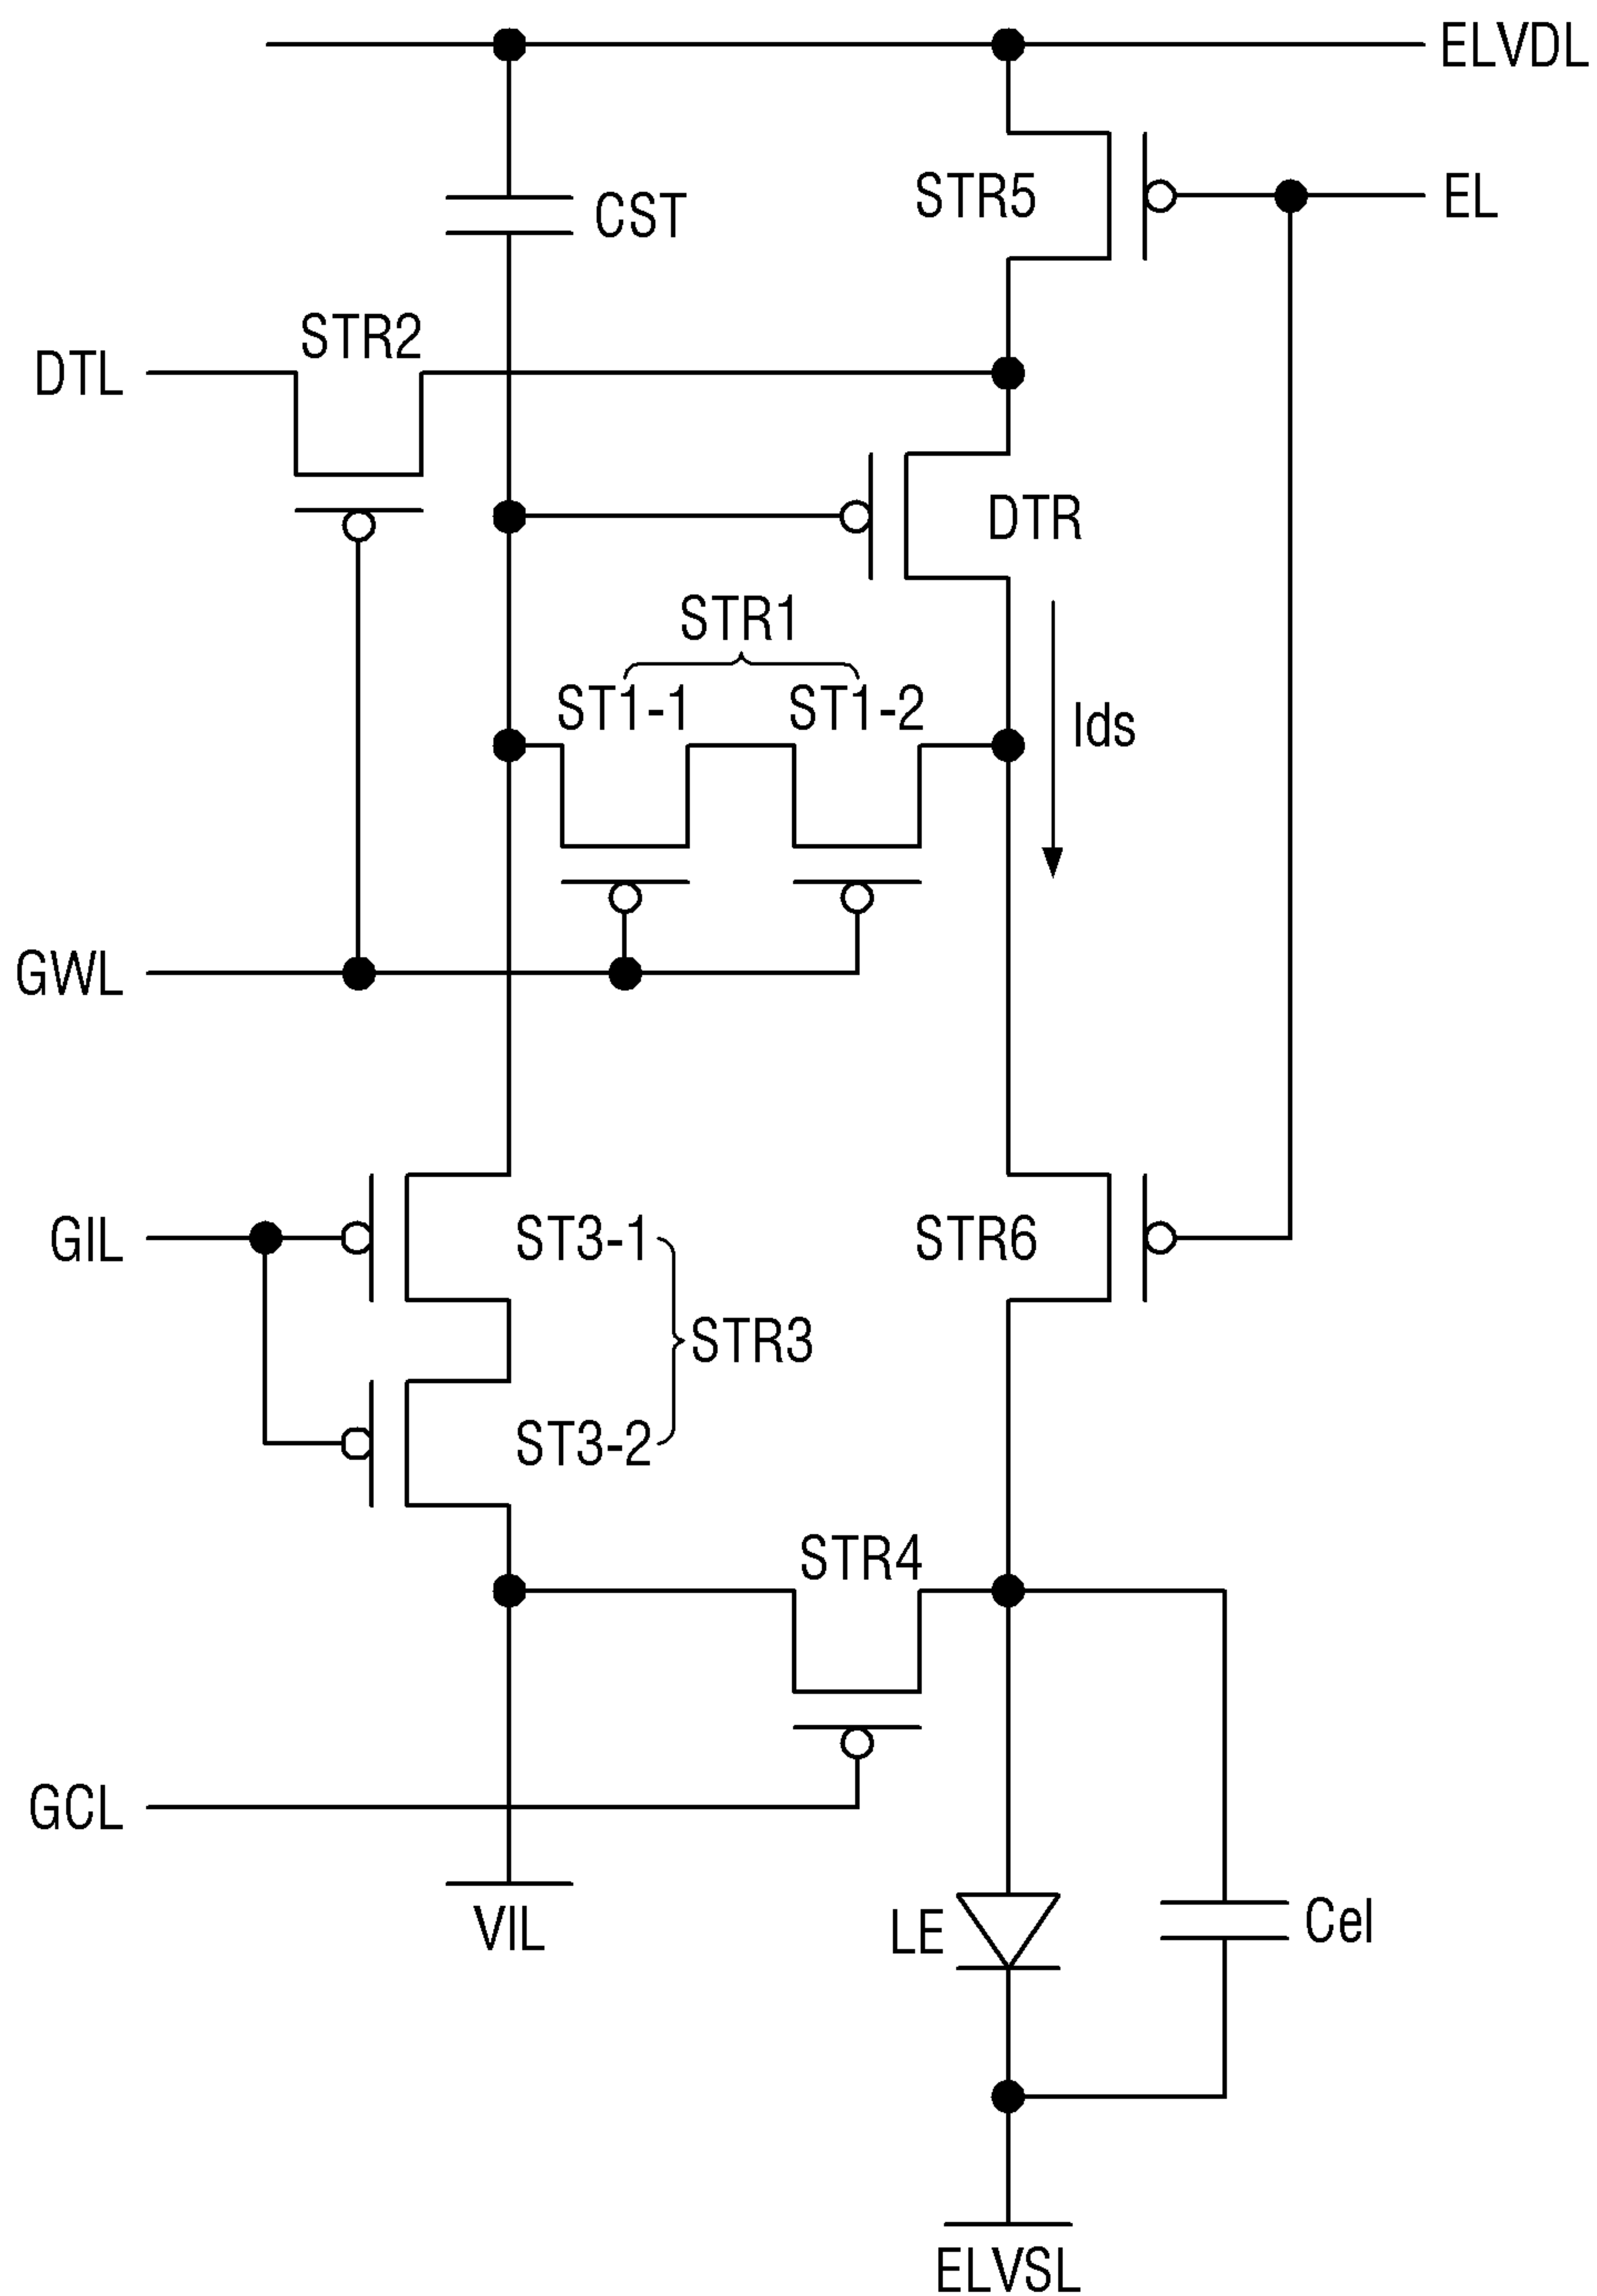 ELVDL
STR5
EL
CST
STR2
DTL
DTR
STR1
ST1-1
ST1-2
Ids
GWL
GIL
ST3-1
STR6
STR3
ST3-2
STR4
GCL
VIL
LE
Cel
ELVSL